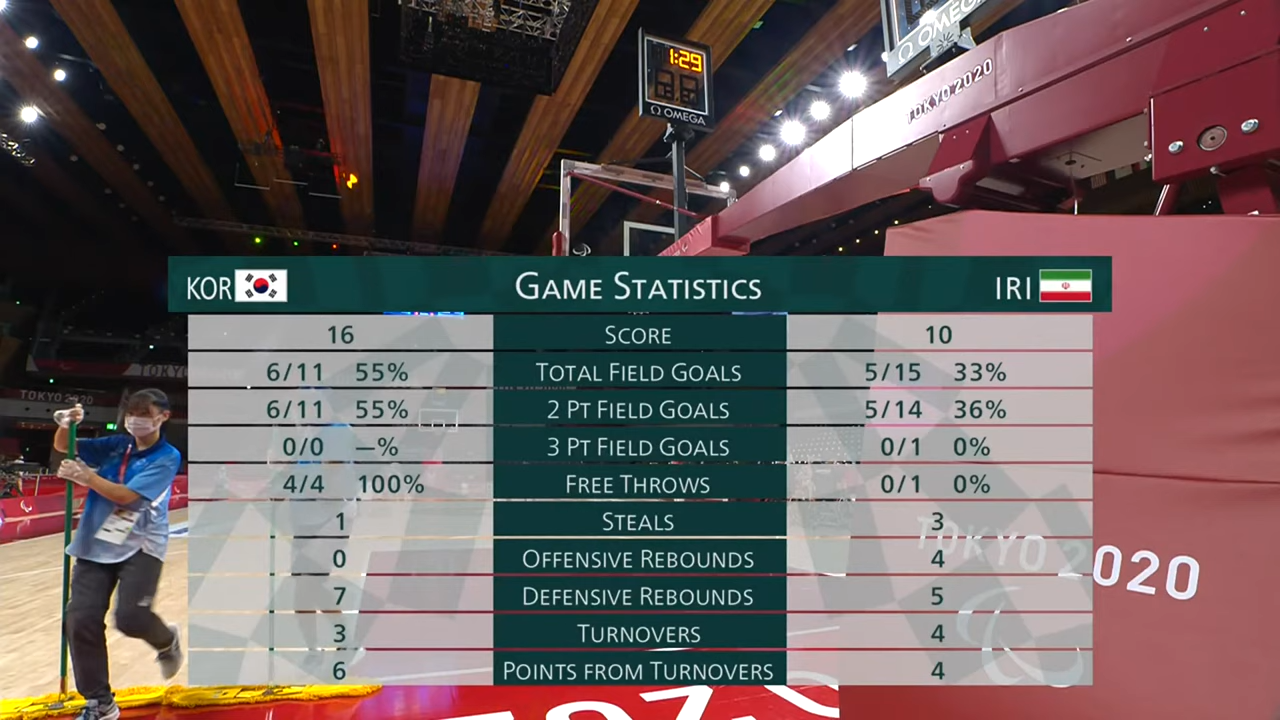 1:29
Ω OMEGA
Ω OMEGA
TOKYO 2020
KOR GAME STATISTICS IRI
16 SCORE 10
6/11 55% TOTAL FIELD GOALS 5/15 33%
6/11 55% 2 PT FIELD GOALS 5/14 36%
0/0 –% 3 PT FIELD GOALS 0/1 0%
4/4 100% FREE THROWS 0/1 0%
1 STEALS 3
0 OFFENSIVE REBOUNDS 4
7 DEFENSIVE REBOUNDS 5
3 TURNOVERS 4
6 POINTS FROM TURNOVERS 4
TOKYO
TOKYO 2020
TOKYO 2020